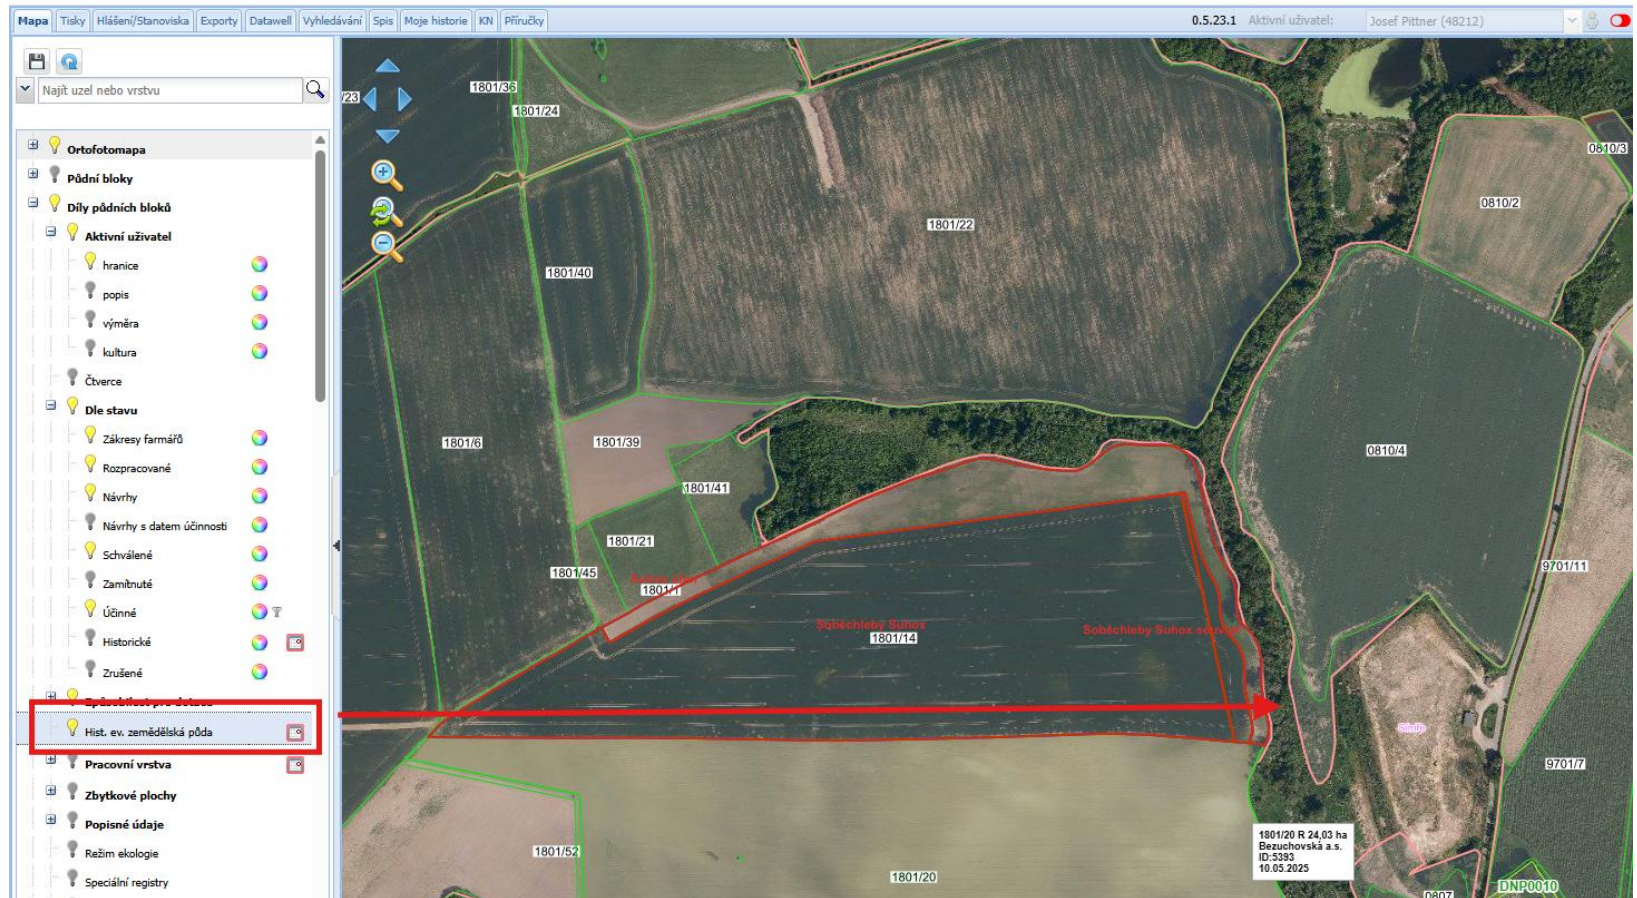 Mapa Tisky Hlášení/Stanoviska Exporty Datawell Vyhledávání Spis Moje historie KN Příručky
0.5.23.1 Aktivní uživatel: Josef Pittner (48212)
Najít uzel nebo vrstvu
Ortofotomapa
Půdní bloky
Díly půdních bloků
Aktivní uživatel
hranice
popis
výměra
kultura
Čtverce
Dle stavu
Zákresy farmářů
Rozpracované
Návrhy
Návrhy s datem účinnosti
Schválené
Zamítnuté
Účinné
Historické
Zrušené
Hist. ev. zemědělská půda
Pracovní vrstva
Zbytkové plochy
Popisné údaje
Režim ekologie
Speciální registry
/23
1801/36
1801/24
0810/3
0810/2
1801/22
1801/40
1801/6
1801/39
0810/4
1801/41
1801/21
1801/45
9701/11
1801/1
Soběchleby Suhox
1801/14
Soběchleby Suhox
9701/7
1801/20 R 24,03 ha
Bezuchovská a.s.
ID:5393
10.05.2025
1801/52
1801/20
DNP0010
0807